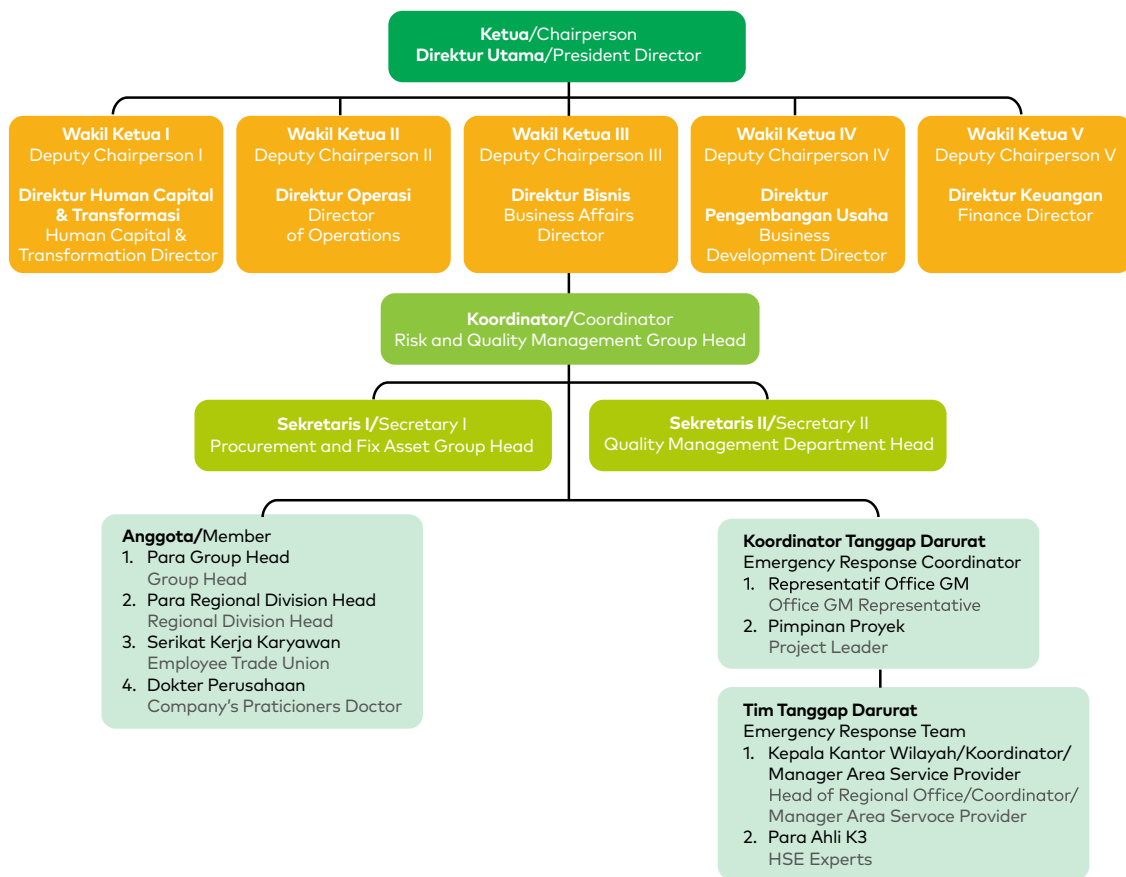 Ketua/Chairperson
Direktur Utama/President Director
Wakil Ketua I
Deputy Chairperson I
Direktur Human Capital
& Transformasi
Human Capital &
Transformation Director
Wakil Ketua II
Deputy Chairperson II
Direktur Operasi
Director
of Operations
Wakil Ketua III
Deputy Chairperson III
Direktur Bisnis
Business Affairs
Director
Wakil Ketua IV
Deputy Chairperson IV
Direktur
Pengembangan Usaha
Business
Development Director
Wakil Ketua V
Deputy Chairperson V
Direktur Keuangan
Finance Director
Koordinator/Coordinator
Risk and Quality Management Group Head
Sekretaris I/Secretary I
Procurement and Fix Asset Group Head
Sekretaris II/Secretary II
Quality Management Department Head
Anggota/Member
1. Para Group Head
Group Head
2. Para Regional Division Head
Regional Division Head
3. Serikat Kerja Karyawan
Employee Trade Union
4. Dokter Perusahaan
Company's Praticioners Doctor
Koordinator Tanggap Darurat
Emergency Response Coordinator
1. Representatif Office GM
Office GM Representative
2. Pimpinan Proyek
Project Leader
Tim Tanggap Darurat
Emergency Response Team
1. Kepala Kantor Wilayah/Koordinator/
Manager Area Service Provider
Head of Regional Office/Coordinator/
Manager Area Servoce Provider
2. Para Ahli K3
HSE Experts